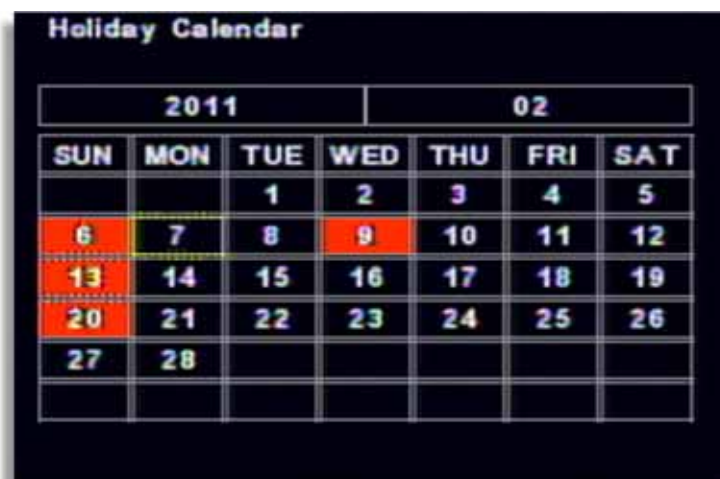 Holiday Calendar
2011 02
SUN MON TUE WED THU FRI SAT
1 2 3 4 5
6 7 8 9 10 11 12
13 14 15 16 17 18 19
20 21 22 23 24 25 26
27 28